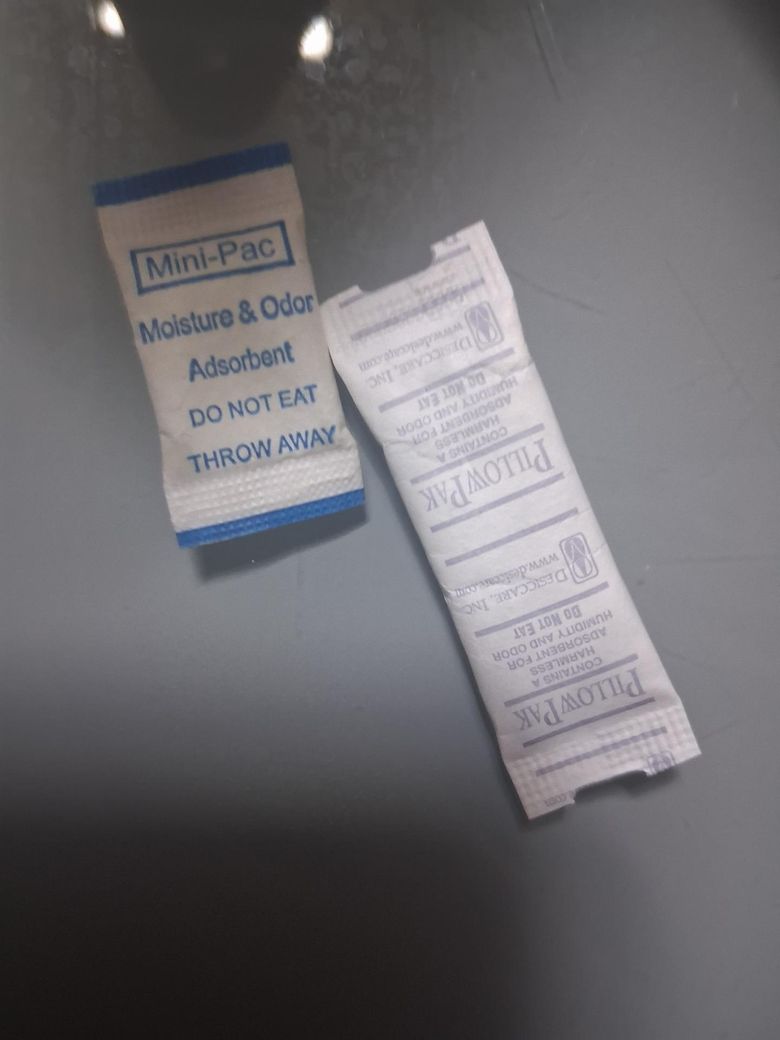 Mini-Pac
Moisture & Odor
Adsorbent
DO NOT EAT
THROW AWAY
PILLOWPAK
CONTAINS A
HARMLESS
ADSORBENT FOR
HUMIDITY AND ODOR
DO NOT EAT
DESICCARE, INC.
www.desiccare.com
PILLOWPAK
CONTAINS A
HARMLESS
ADSORBENT FOR
HUMIDITY AND ODOR
DO NOT EAT
DESICCARE, INC.
www.desiccare.com